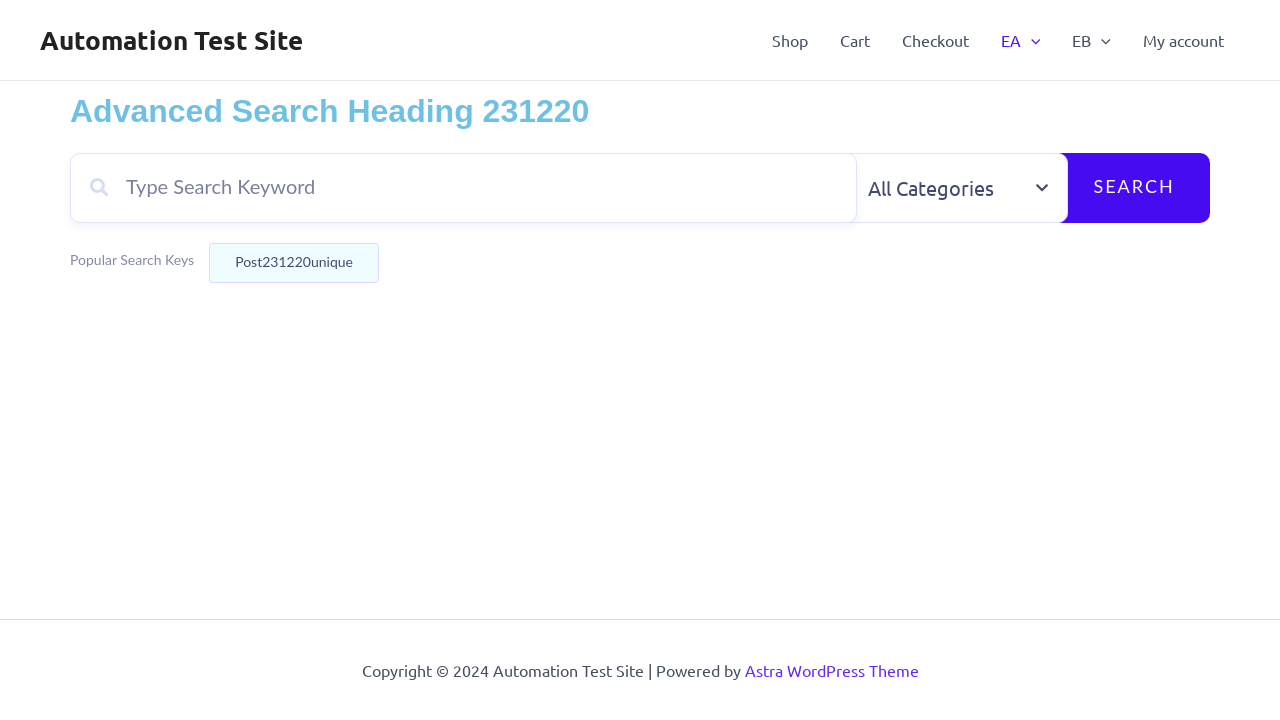 Automation Test Site
Shop Cart Checkout EA EB My account
Advanced Search Heading 231220
Type Search Keyword All Categories SEARCH
Popular Search Keys Post231220unique
Copyright © 2024 Automation Test Site | Powered by Astra WordPress Theme